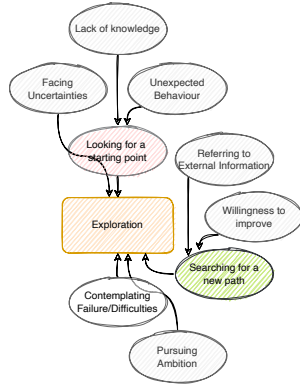 Lack of knowledge
Facing
Uncertainties
Unexpected
Behaviour
Looking for a
starting point
Referring to
External Information
Willingness to
improve
Exploration
Searching for a
new path
Contemplating
Failure/Difficulties
Pursuing
Ambition